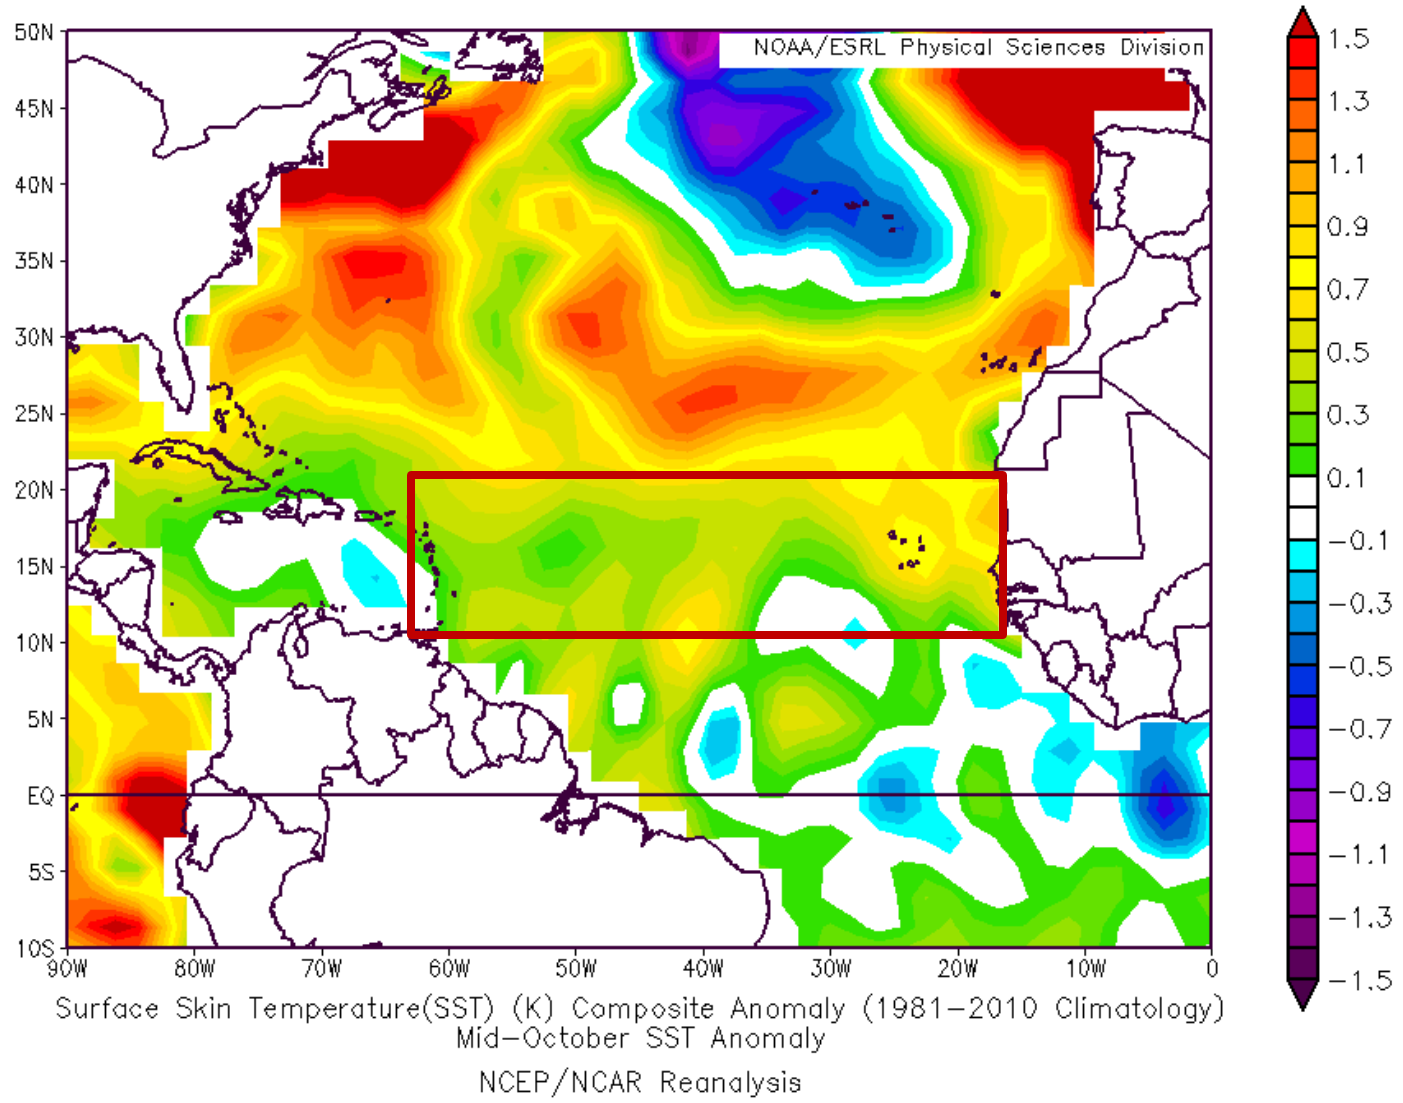 NOAA/ESRL Physical Sciences Division
50N
45N
40N
35N
30N
25N
20N
15N
10N
5N
EQ
5S
10S
90W 80W 70W 60W 50W 40W 30W 20W 10W 0
1.5
1.3
1.1
0.9
0.7
0.5
0.3
0.1
−0.1
−0.3
−0.5
−0.7
−0.9
−1.1
−1.3
−1.5
Surface Skin Temperature(SST) (K) Composite Anomaly (1981−2010 Climatology)
Mid−October SST Anomaly
NCEP/NCAR Reanalysis